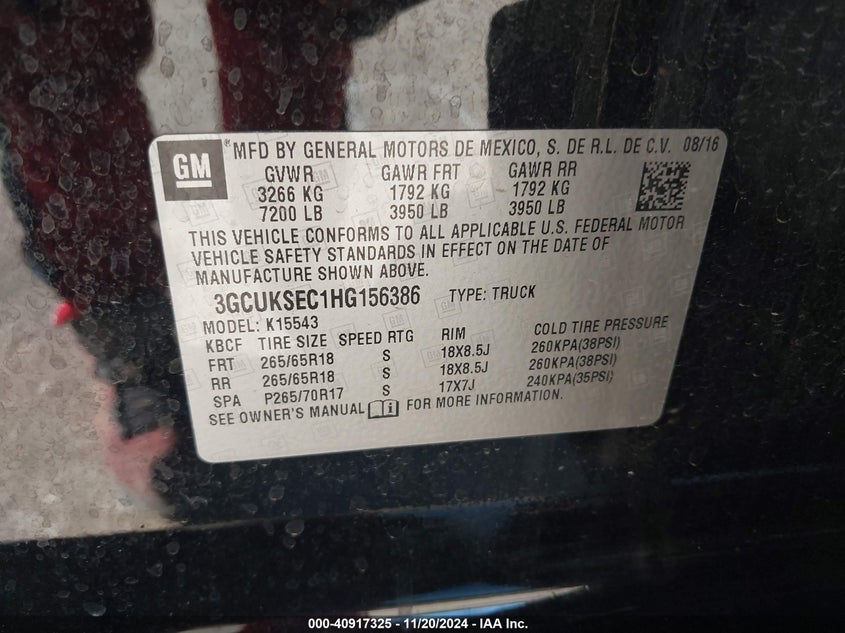 GM
® MFD BY GENERAL MOTORS DE MEXICO, S. DE R.L. DE C.V. 08/16
GVWR GAWR FRT GAWR RR
3266 KG 1792 KG 1792 KG
7200 LB 3950 LB 3950 LB
THIS VEHICLE CONFORMS TO ALL APPLICABLE U.S. FEDERAL MOTOR
VEHICLE SAFETY STANDARDS IN EFFECT ON THE DATE OF
MANUFACTURE SHOWN ABOVE.
3GCUKSEC1HG156386 TYPE: TRUCK
MODEL: K15543
KBCF TIRE SIZE SPEED RTG RIM COLD TIRE PRESSURE
FRT 265/65R18 S 18X8.5J 260KPA(38PSI)
RR 265/65R18 S 18X8.5J 260KPA(38PSI)
SPA P265/70R17 S 17X7J 240KPA(35PSI)
SEE OWNER'S MANUAL FOR MORE INFORMATION.
000-40917325 - 11/20/2024 - IAA Inc.